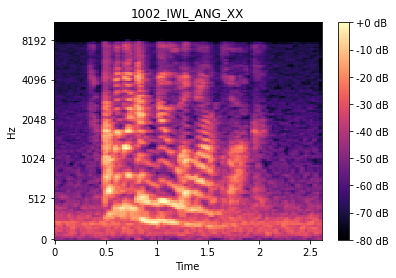 1002_IWL_ANG_XX
+0 dB
8192
-10 dB
4096
-20 dB
-30 dB
2048
-40 dB
Hz
1024
-50 dB
512
-60 dB
-70 dB
0
-80 dB
0 0.5 1 1.5 2 2.5
Time